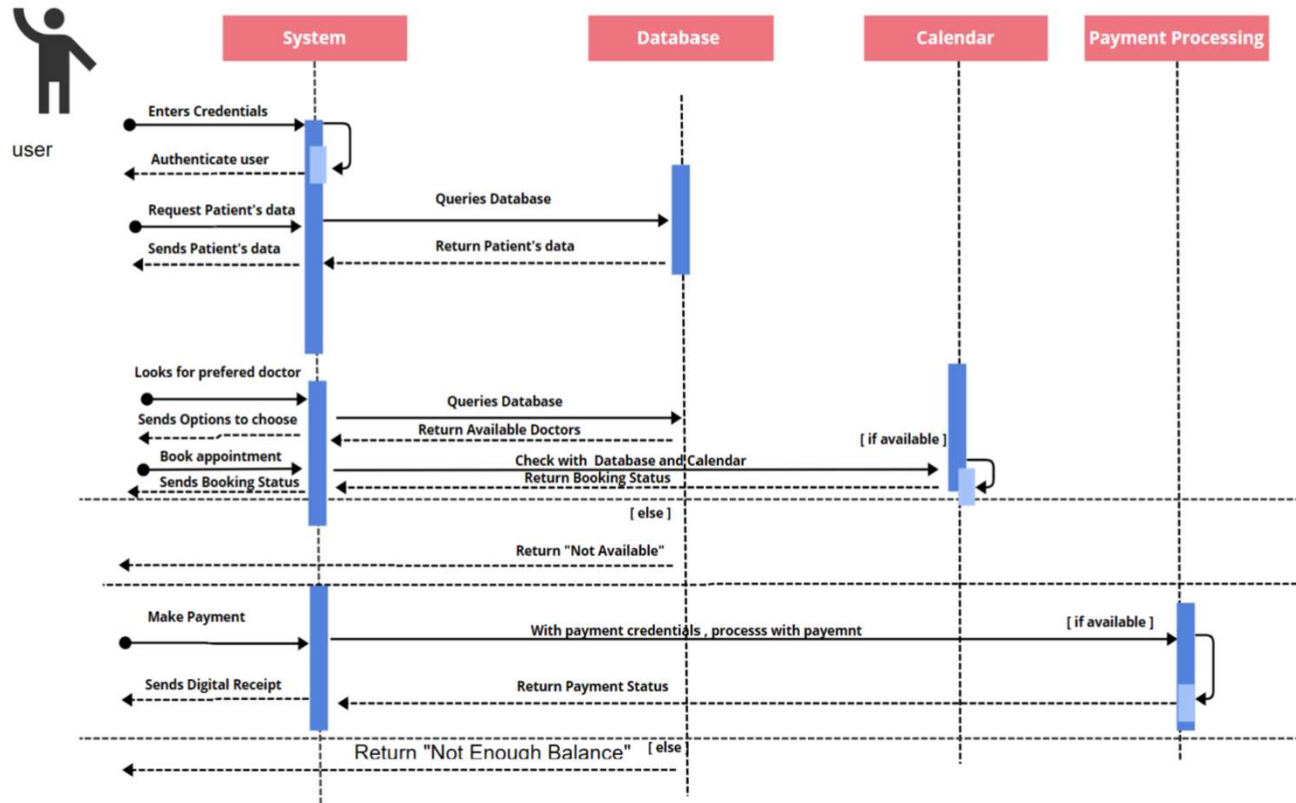 System
Database
Calendar
Payment Processing
user
Enters Credentials
Authenticate user
Request Patient's data
Queries Database
Sends Patient's data
Return Patient's data
Looks for prefered doctor
Queries Database
Sends Options to choose
Return Available Doctors
[ if available ]
Book appointment
Check with Database and Calendar
Sends Booking Status
Return Booking Status
[ else ]
Return "Not Available"
Make Payment
With payment credentials , processs with payemnt
[ if available ]
Sends Digital Receipt
Return Payment Status
Return "Not Enough Balance"
[ else ]